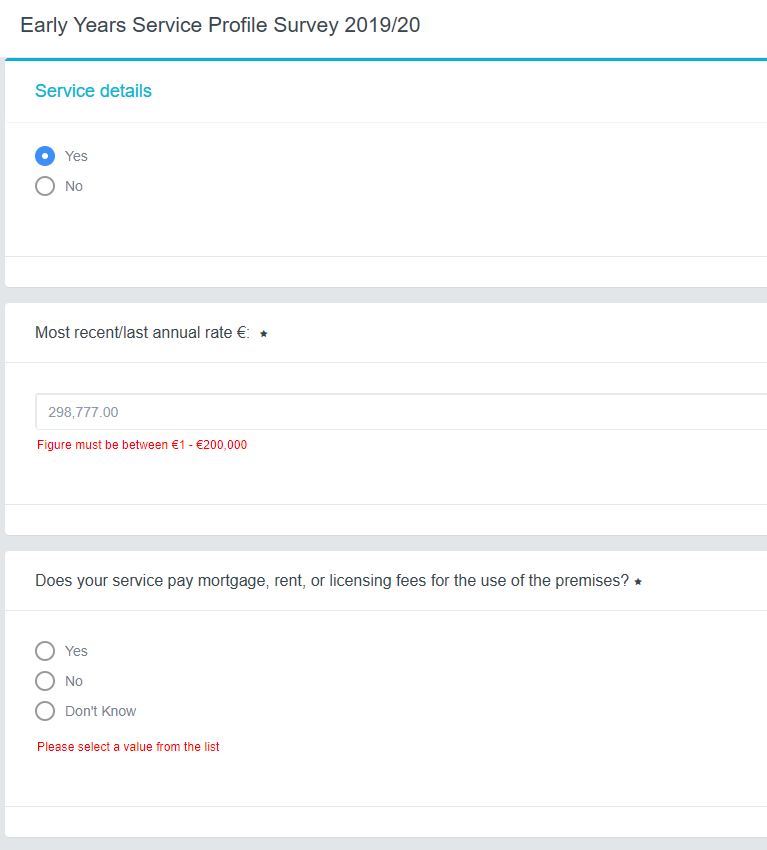 Early Years Service Profile Survey 2019/20
Service details
Yes
No
Most recent/last annual rate €: ★
298,777.00
Figure must be between €1 - €200,000
Does your service pay mortgage, rent, or licensing fees for the use of the premises? ★
Yes
No
Don't Know
Please select a value from the list